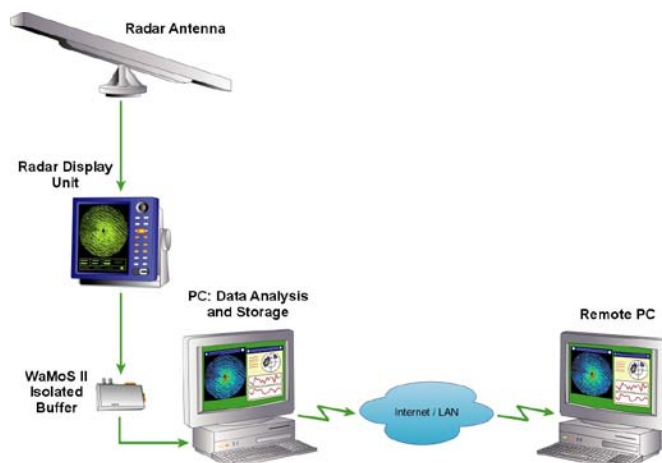 Radar Antenna
Radar Display
Unit
PC: Data Analysis
and Storage
Remote PC
WaMoS II
Isolated
Buffer
Internet / LAN